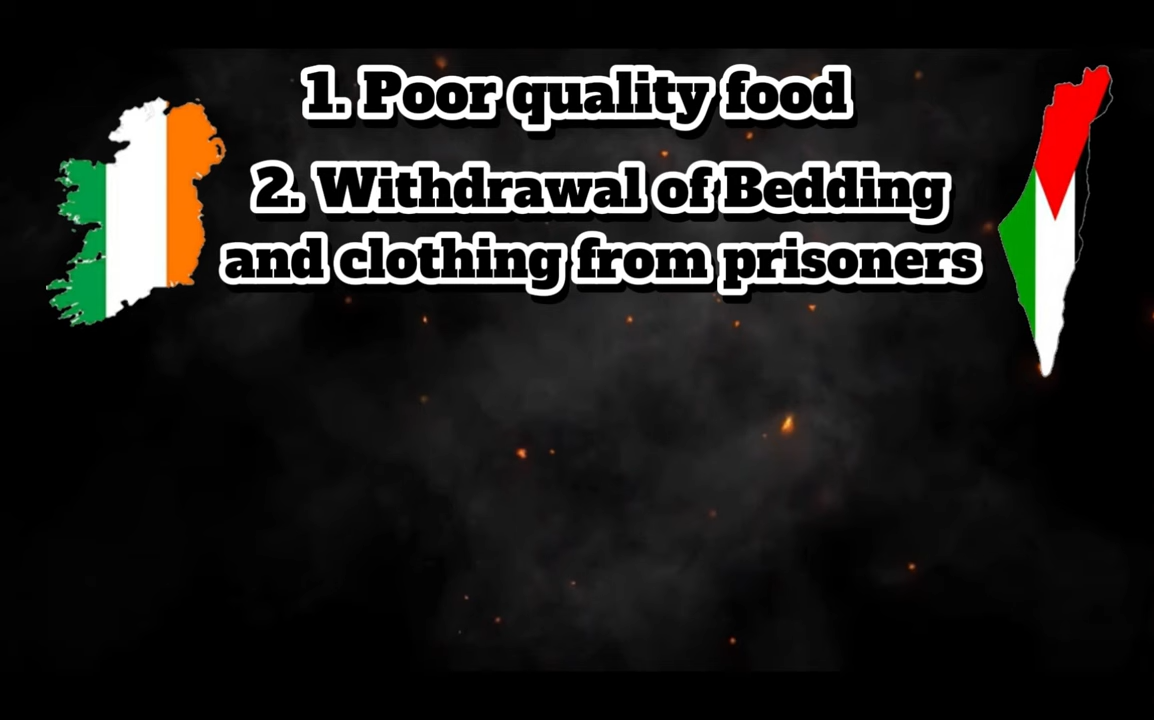 1. Poor quality food
2. Withdrawal of Bedding
and clothing from prisoners